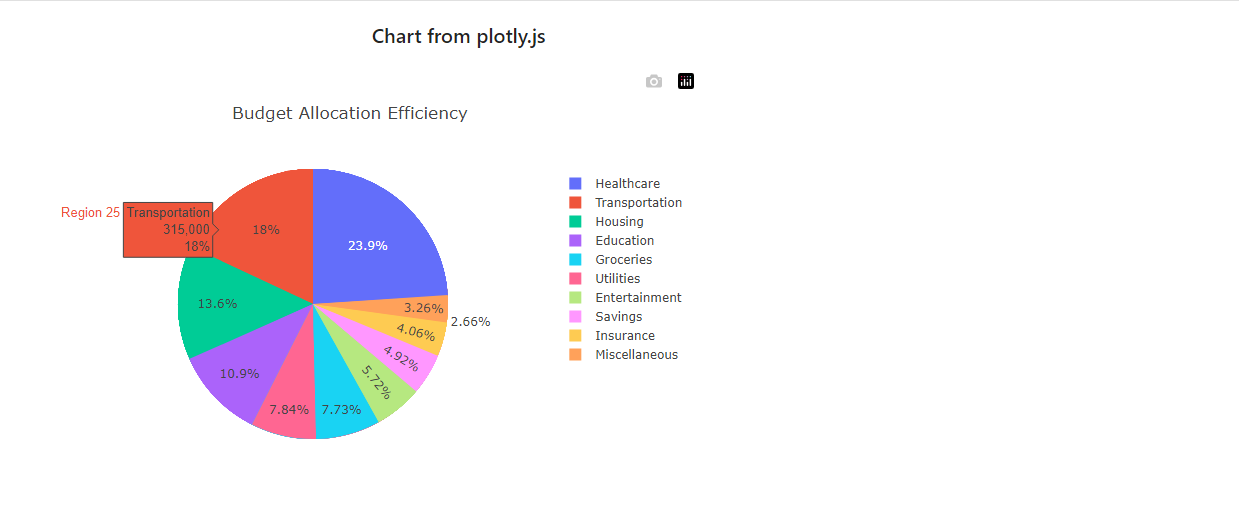 Chart from plotly.js
Budget Allocation Efficiency
Region 25
Transportation
315,000
18%
18%
23.9%
13.6%
3.26%
2.66%
4.06%
4.92%
5.72%
10.9%
7.84%
7.73%
Healthcare
Transportation
Housing
Education
Groceries
Utilities
Entertainment
Savings
Insurance
Miscellaneous